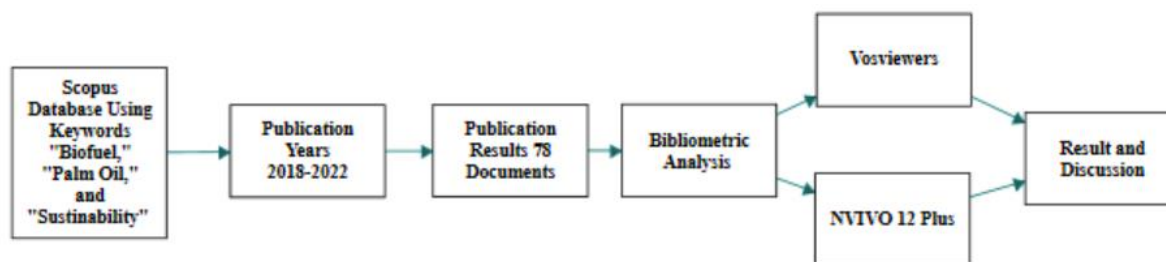 Scopus
Database Using
Keywords
"Biofuel,"
"Palm Oil,"
and
"Sustinability"
Publication
Years
2018-2022
Publication
Results 78
Documents
Bibliometric
Analysis
Vosviewers
NVIVO 12 Plus
Result and
Discussion